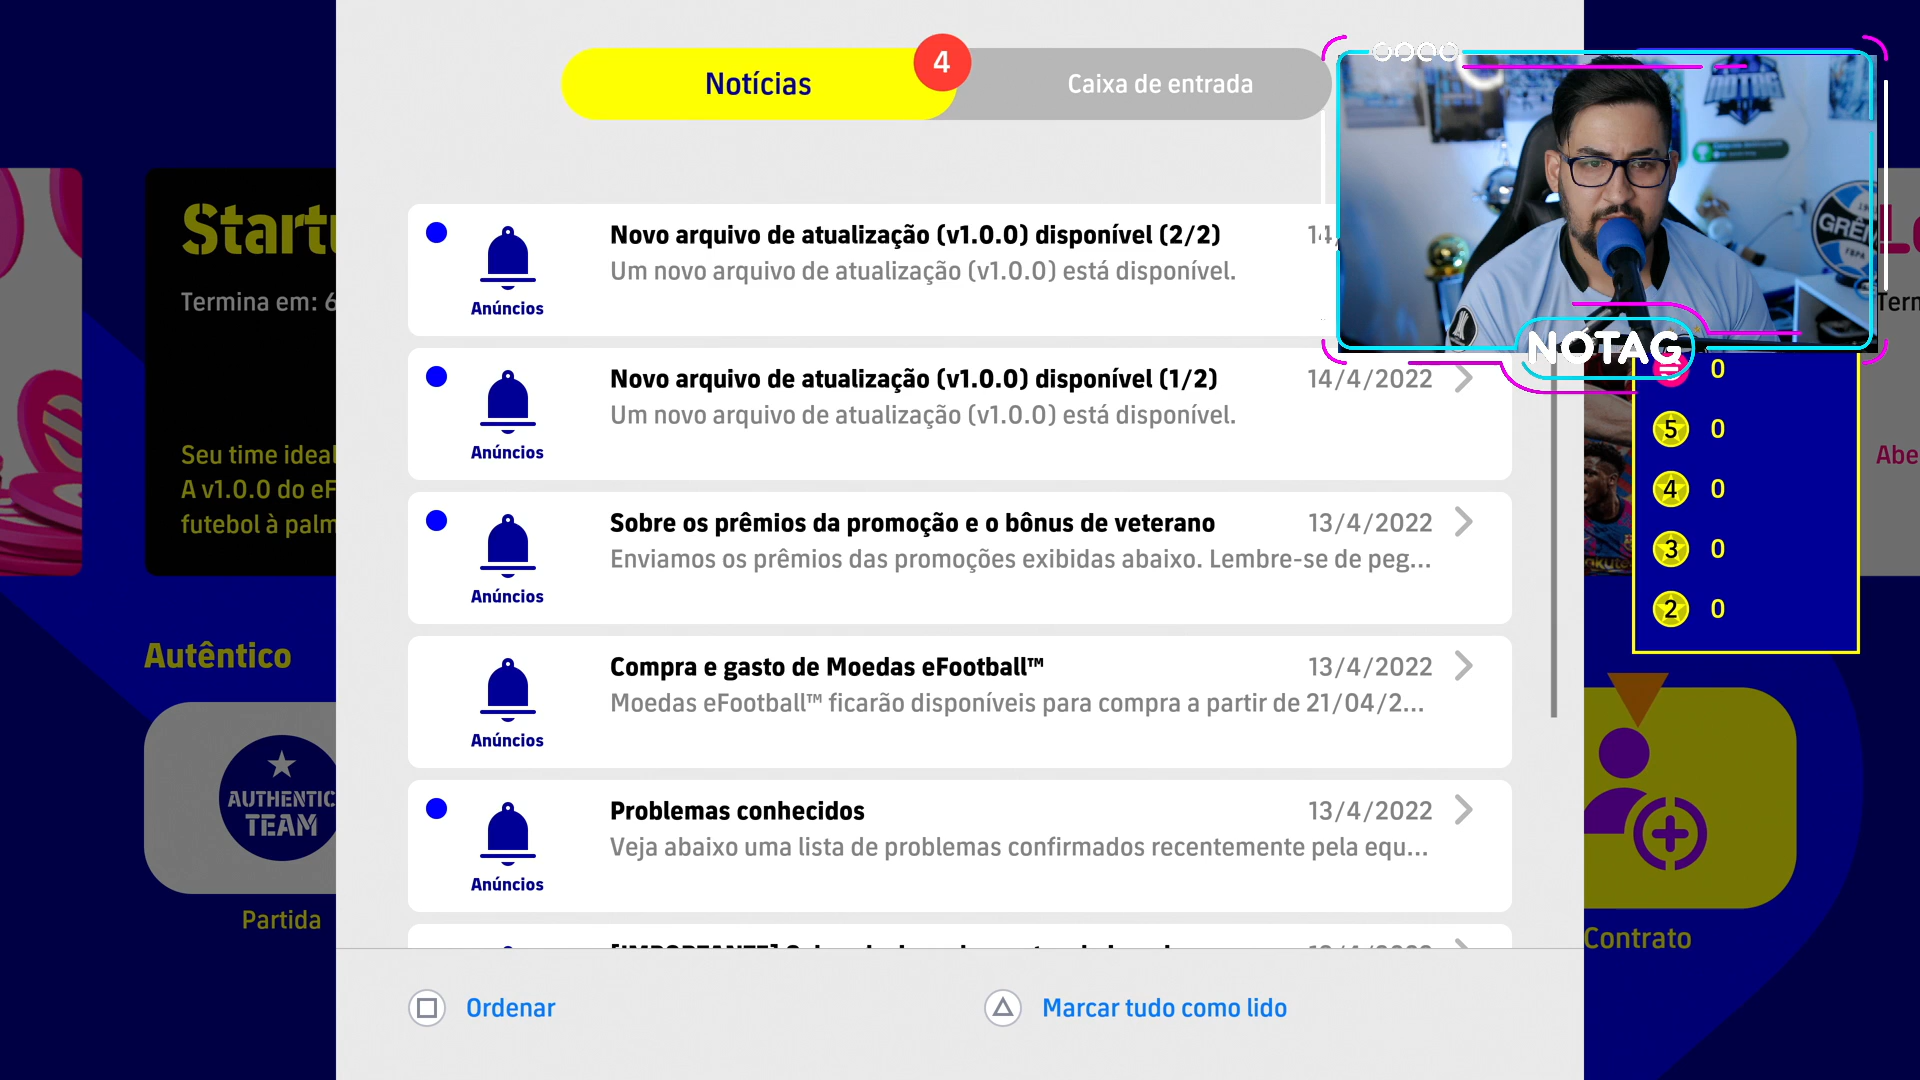 Notícias
4
Caixa de entrada
Novo arquivo de atualização (v1.0.0) disponível (2/2)
14/
Um novo arquivo de atualização (v1.0.0) está disponível.
Anúncios
Novo arquivo de atualização (v1.0.0) disponível (1/2)
14/4/2022
Um novo arquivo de atualização (v1.0.0) está disponível.
Anúncios
Sobre os prêmios da promoção e o bônus de veterano
13/4/2022
Enviamos os prêmios das promoções exibidas abaixo. Lembre-se de peg...
Anúncios
Compra e gasto de Moedas eFootball™
13/4/2022
Moedas eFootball™ ficarão disponíveis para compra a partir de 21/04/2...
Anúncios
Problemas conhecidos
13/4/2022
Veja abaixo uma lista de problemas confirmados recentemente pela equ...
Anúncios
Ordenar
Marcar tudo como lido
Start
Termina em: 6
Seu time ideal
A v1.0.0 do eF
futebol à palm
Autêntico
AUTHENTIC
TEAM
Partida
NOTAG
GRÊM
0
5 0
4 0
3 0
2 0
Term
Abe
Contrato